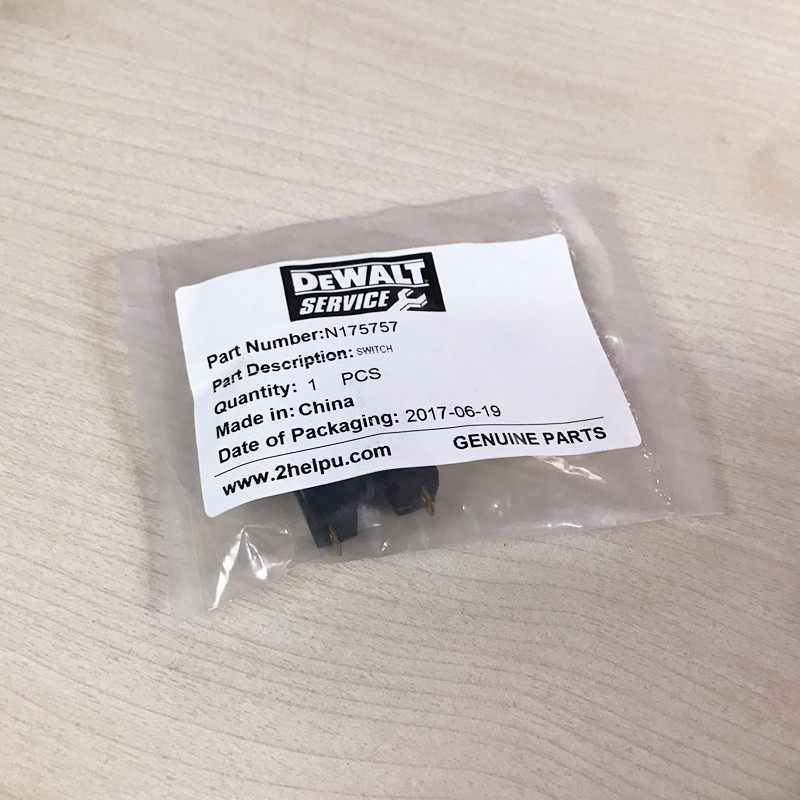 DEWALT
SERVICE
Part Number:N175757
Part Description: SWITCH
Quantity: 1 PCS
Made in: China
Date of Packaging: 2017-06-19
www.2helpu.com GENUINE PARTS